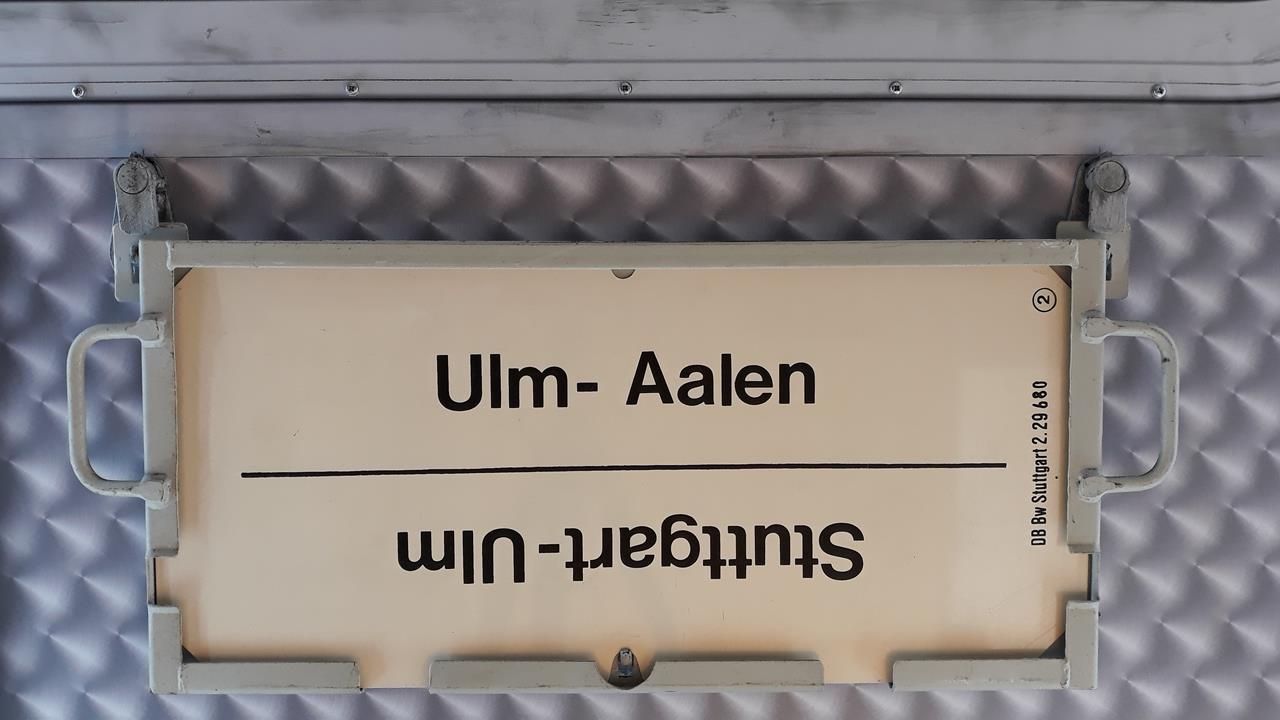 Ulm- Aalen
Stuttgart-Ulm
2
DB Bw Stuttgart 2. 29 680